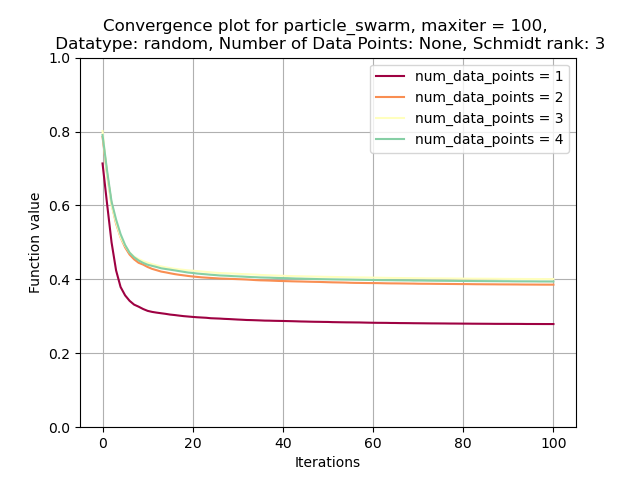 Convergence plot for particle_swarm, maxiter = 100,
Datatype: random, Number of Data Points: None, Schmidt rank: 3
1.0
0.8
0.6
0.4
0.2
0.0
Function value
num_data_points = 1
num_data_points = 2
num_data_points = 3
num_data_points = 4
0 20 40 60 80 100
Iterations